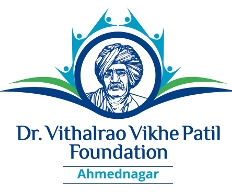 Dr. Vithalrao Vikhe Patil
Foundation
Ahmednagar